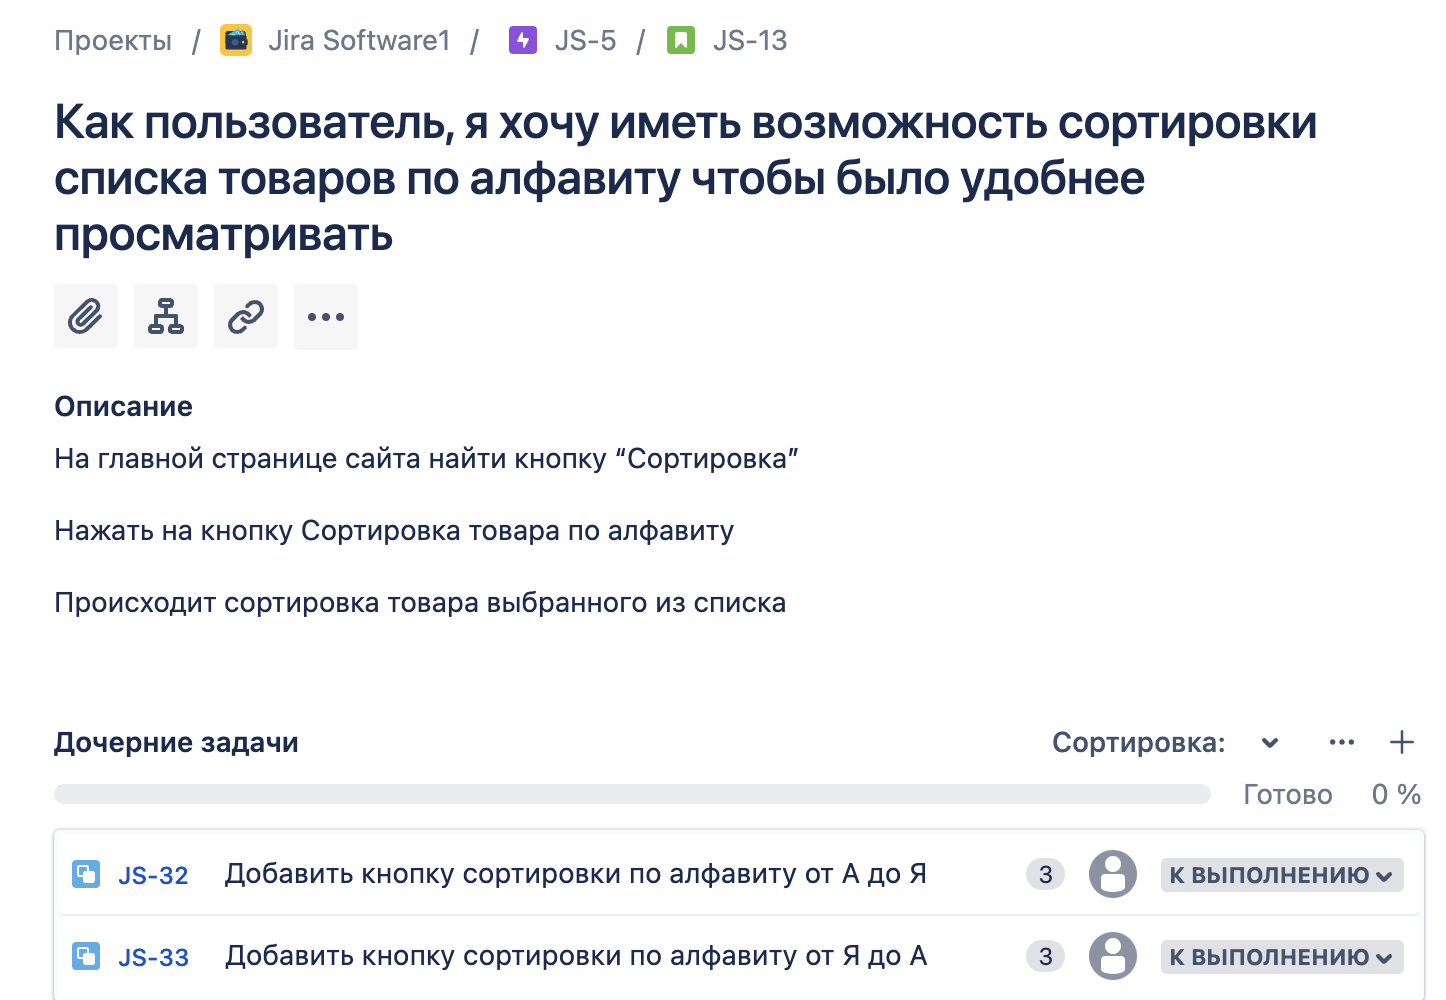 Проекты / Jira Software1 / JS-5 / JS-13
Как пользователь, я хочу иметь возможность сортировки
списка товаров по алфавиту чтобы было удобнее
просматривать
Описание
На главной странице сайта найти кнопку “Сортировка”
Нажать на кнопку Сортировка товара по алфавиту
Происходит сортировка товара выбранного из списка
Дочерние задачи Сортировка:
Готово 0 %
JS-32 Добавить кнопку сортировки по алфавиту от А до Я 3 К ВЫПОЛНЕНИЮ
JS-33 Добавить кнопку сортировки по алфавиту от Я до А 3 К ВЫПОЛНЕНИЮ